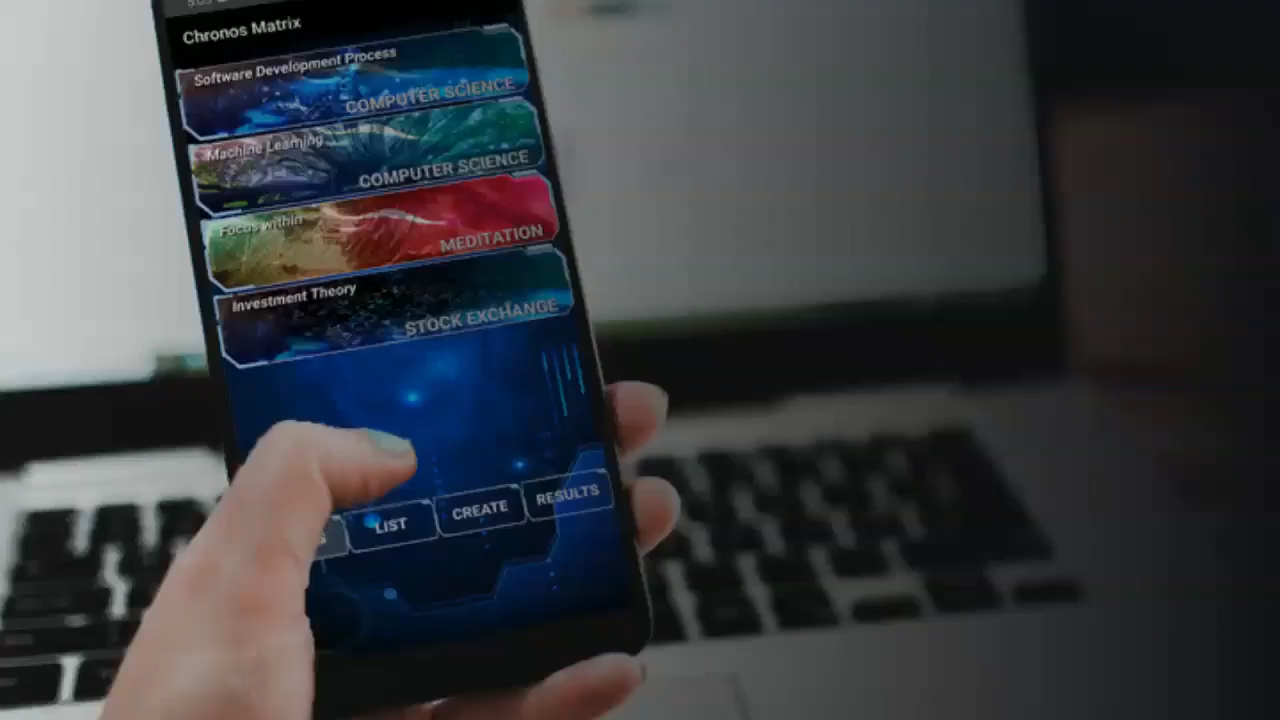 Chronos Matrix
Software Development Process
COMPUTER SCIENCE
Machine Learning
COMPUTER SCIENCE
Focus within
MEDITATION
Investment Theory
STOCK EXCHANGE
LIST
CREATE
RESULTS